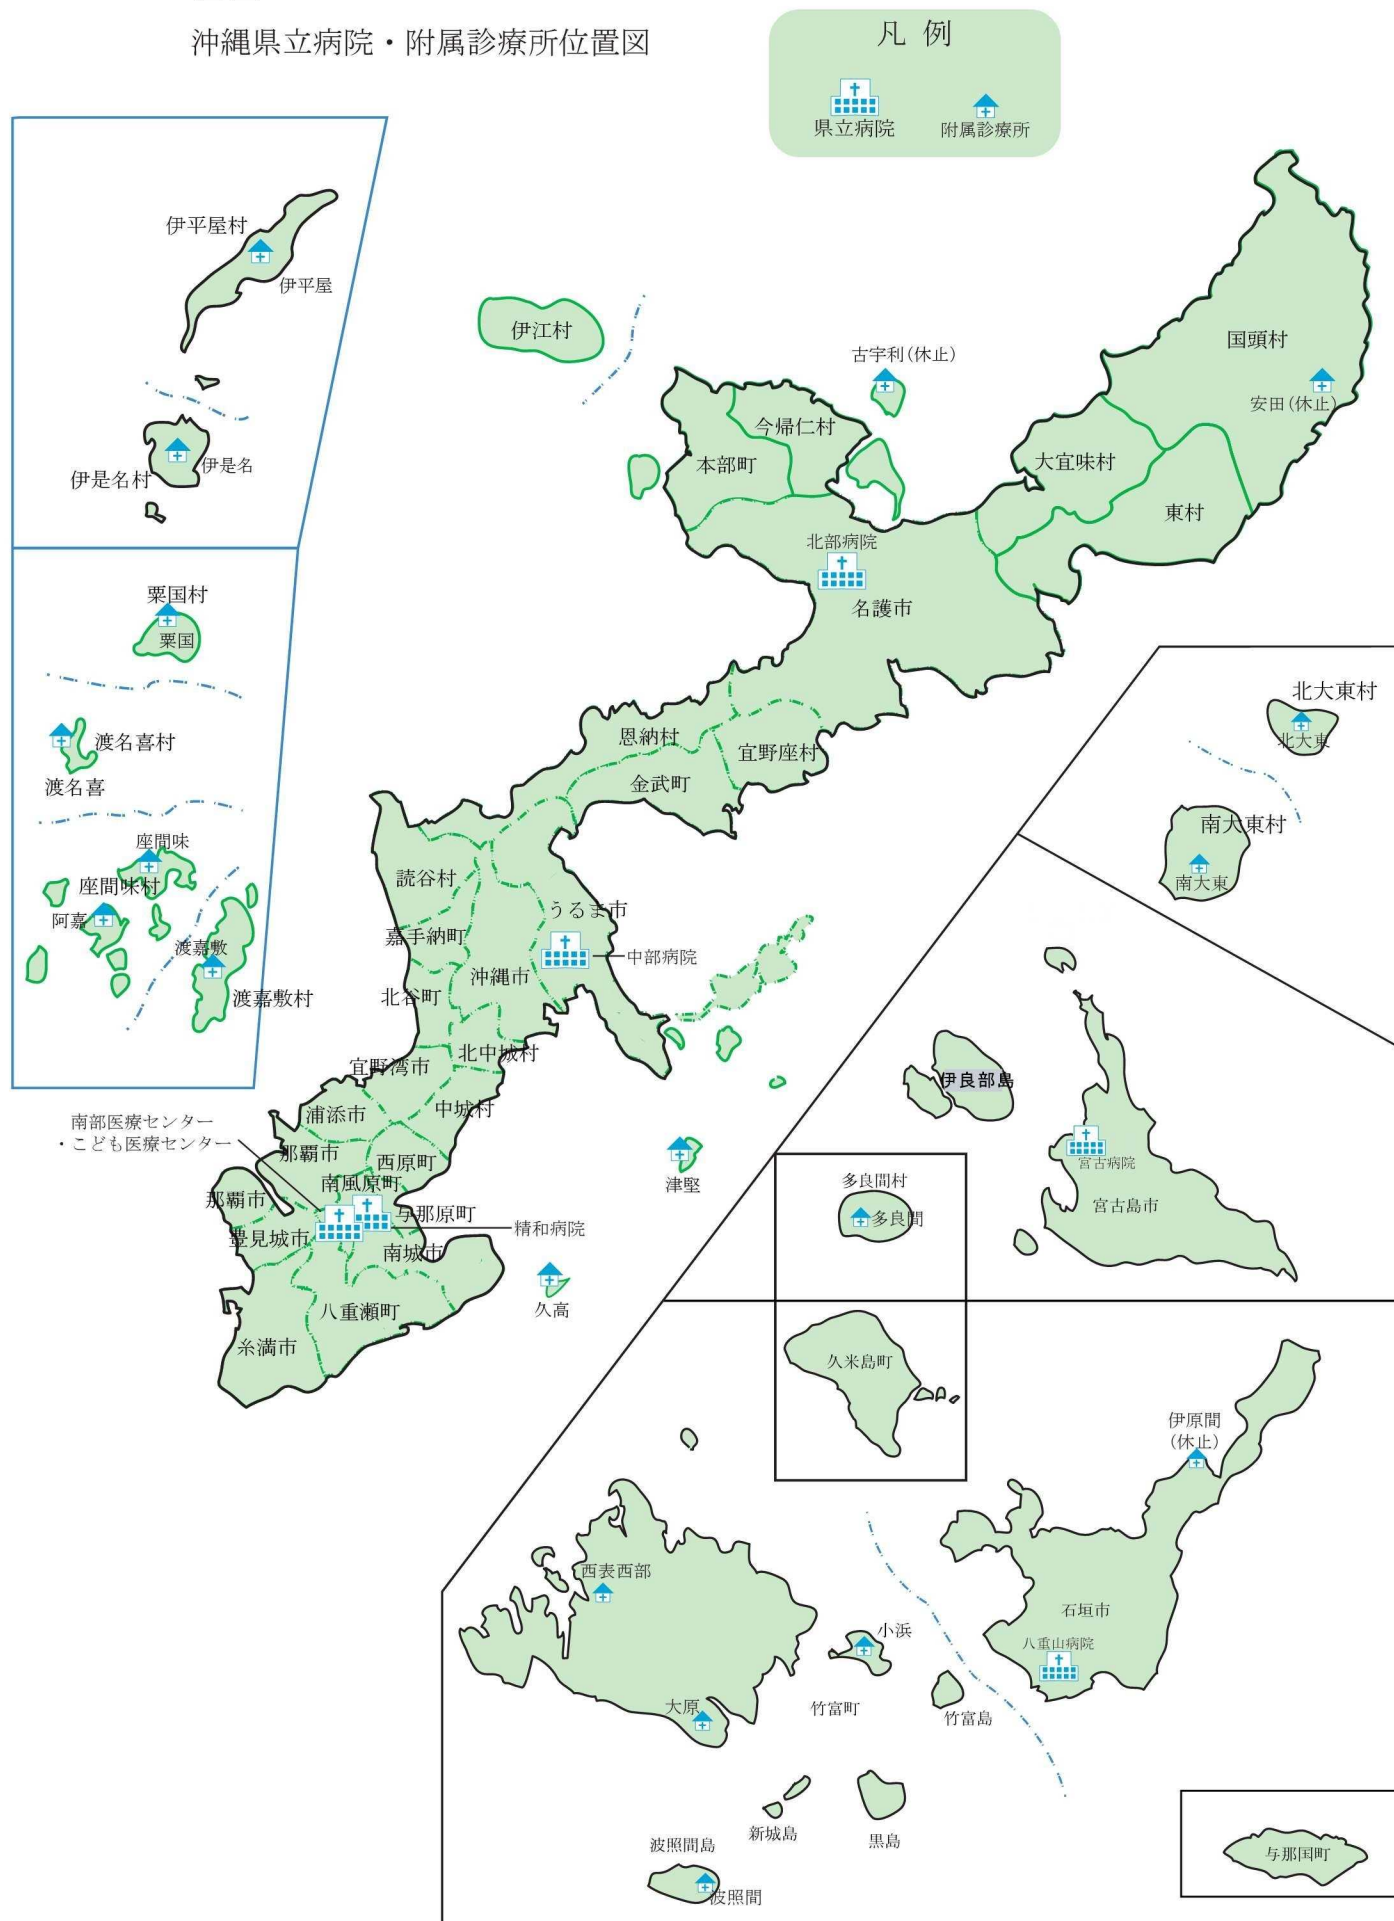 沖縄県立病院・附属診療所位置図
凡 例
県立病院
附属診療所
伊平屋村
伊平屋
伊是名
伊是名村
粟国村
粟国
渡名喜村
渡名喜
座間味
座間味村
阿嘉
渡嘉敷
渡嘉敷村
伊江村
古宇利(休止)
国頭村
安田(休止)
今帰仁村
本部町
大宜味村
東村
北部病院
名護市
恩納村
宜野座村
金武町
読谷村
うるま市
嘉手納町
中部病院
沖縄市
北谷町
北中城村
宜野湾市
中城村
浦添市
南部医療センター
・こども医療センター
那覇市
西原町
南風原町
那覇市
与那原町
豊見城市
精和病院
南城市
八重瀬町
糸満市
津堅
久高
北大東村
北大東
南大東村
南大東
伊良部島
宮古病院
宮古島市
多良間村
多良間
久米島町
伊原間
(休止)
石垣市
八重山病院
西表西部
小浜
大原
竹富町
竹富島
新城島
黒島
波照間島
波照間
与那国町